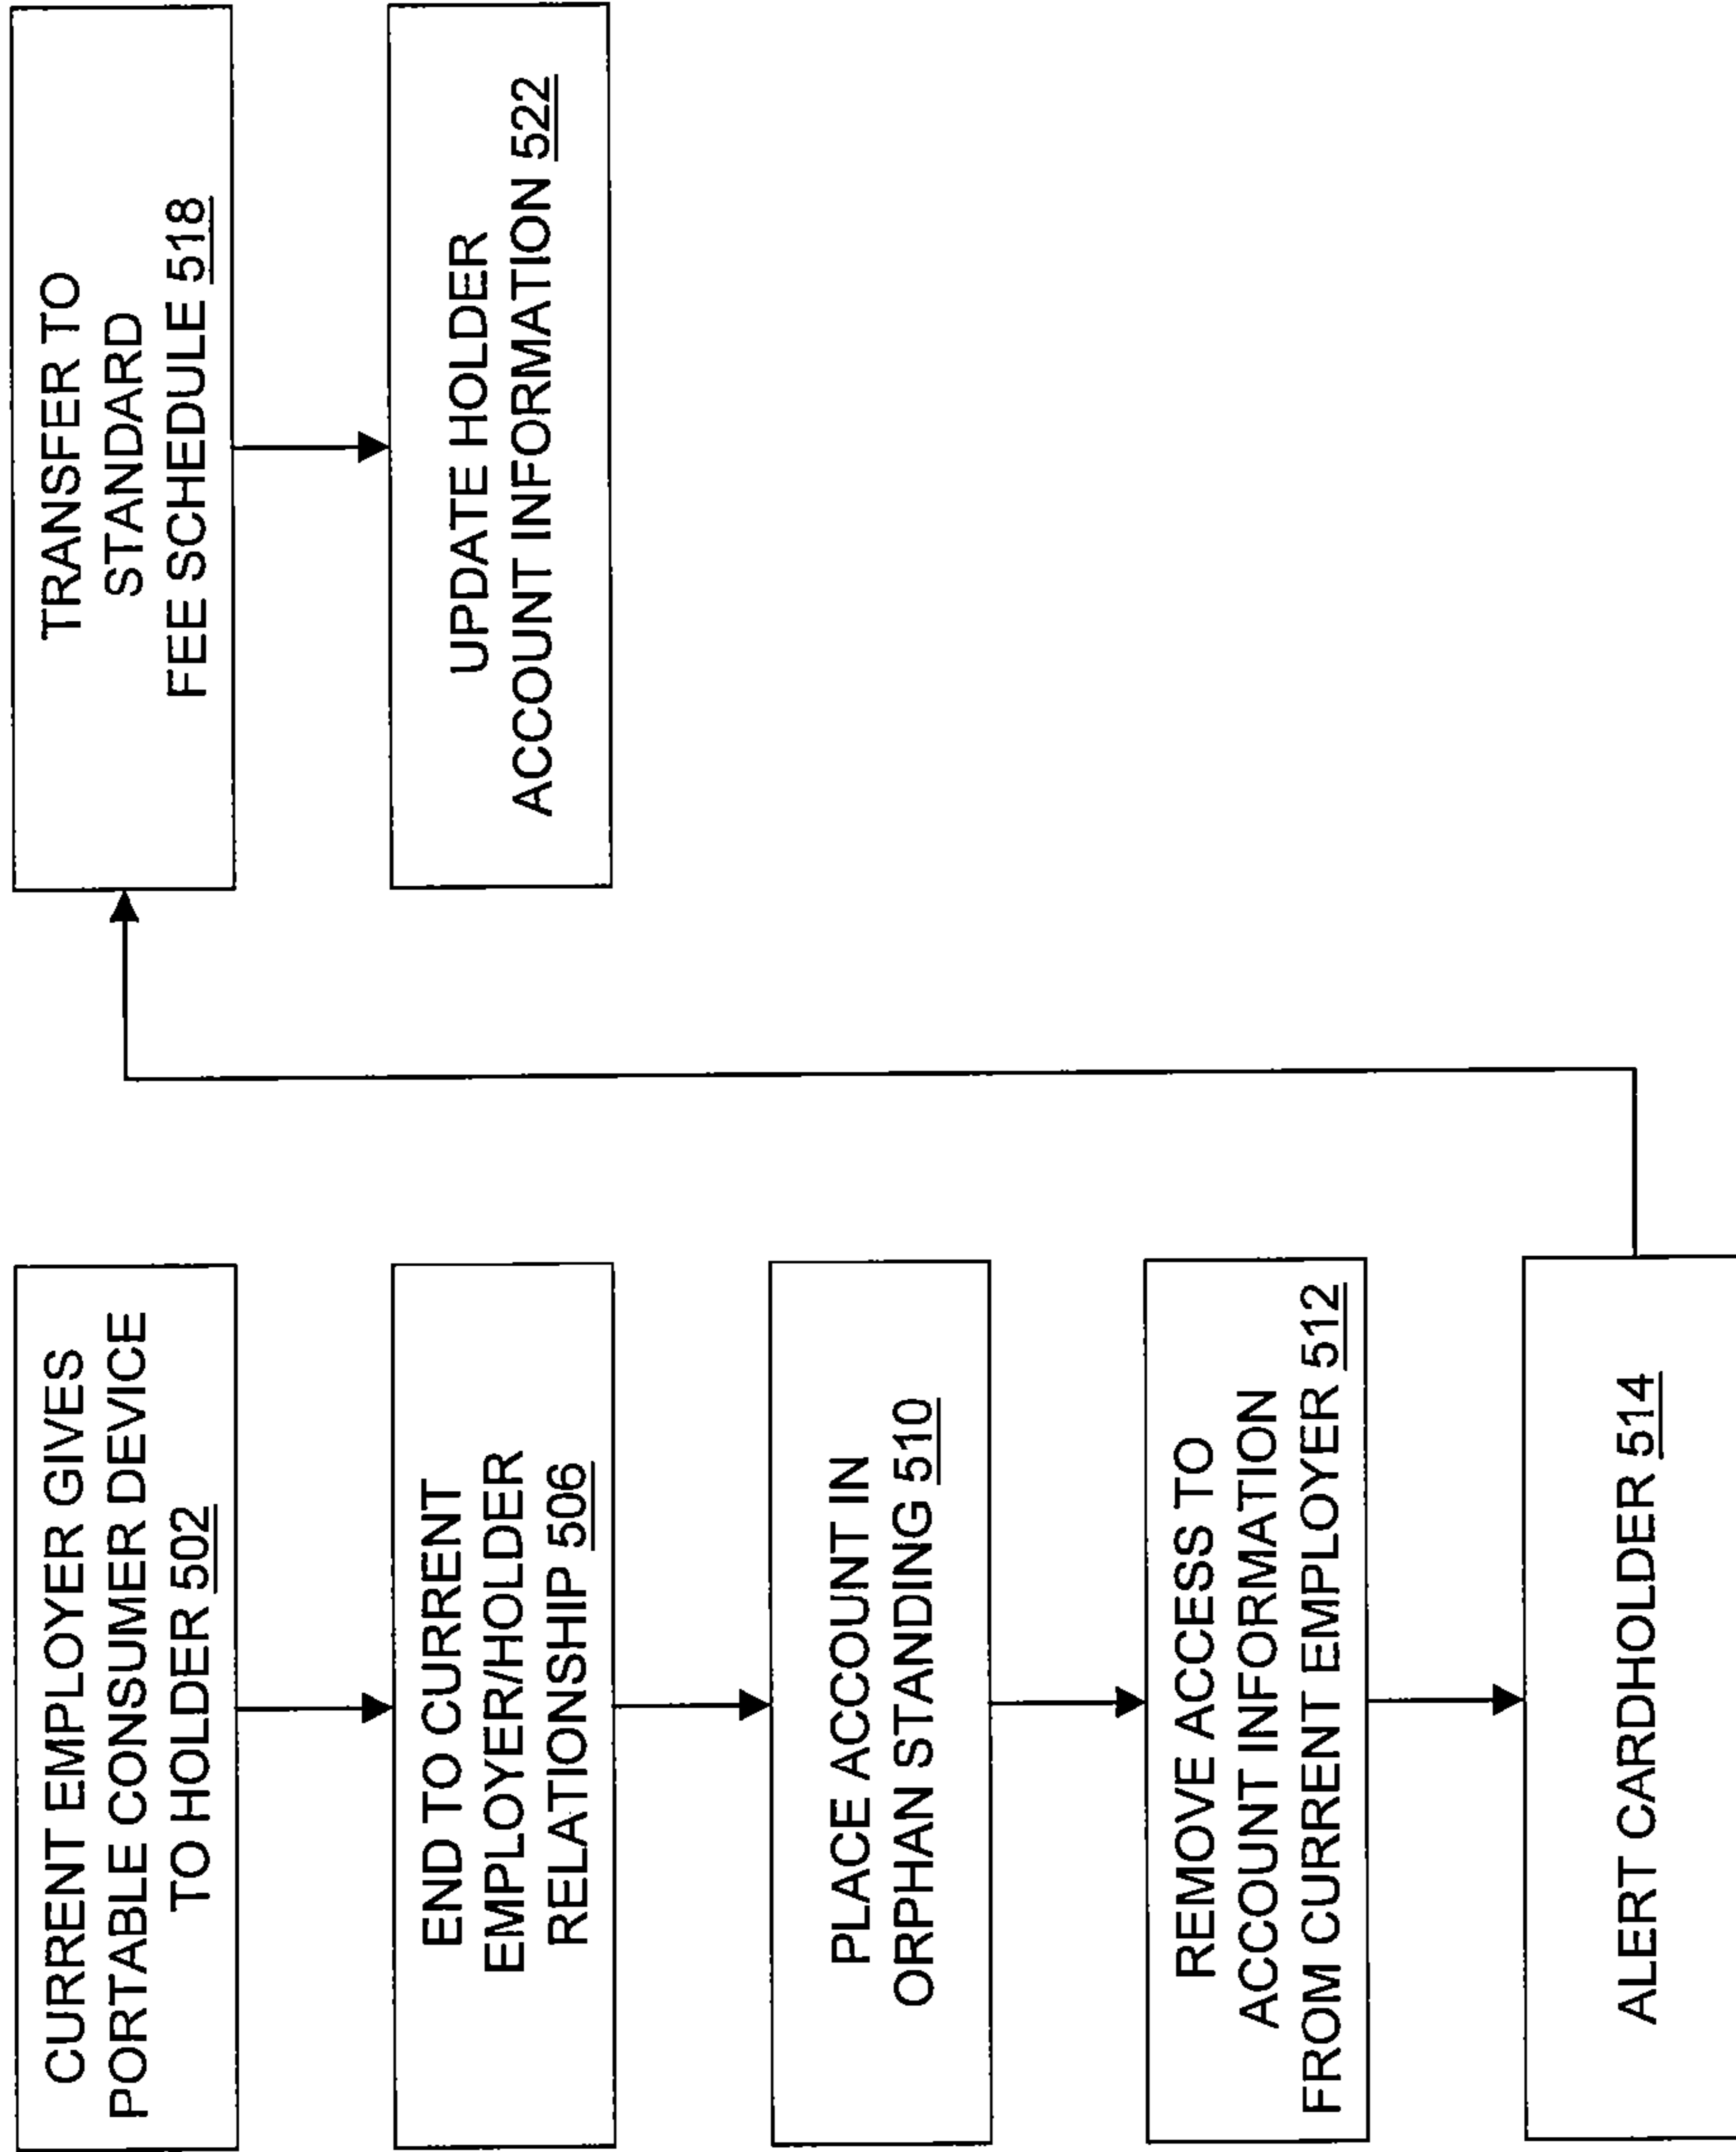 CURRENT EMPLOYER GIVES
PORTABLE CONSUMER DEVICE
TO HOLDER 502
END TO CURRENT
EMPLOYER/HOLDER
RELATIONSHIP 506
PLACE ACCOUNT IN
ORPHAN STANDING 510
REMOVE ACCESS TO
ACCOUNT INFORMATION
FROM CURRENT EMPLOYER 512
ALERT CARDHOLDER 514
TRANSFER TO
STANDARD
FEE SCHEDULE 518
UPDATE HOLDER
ACCOUNT INFORMATION 522